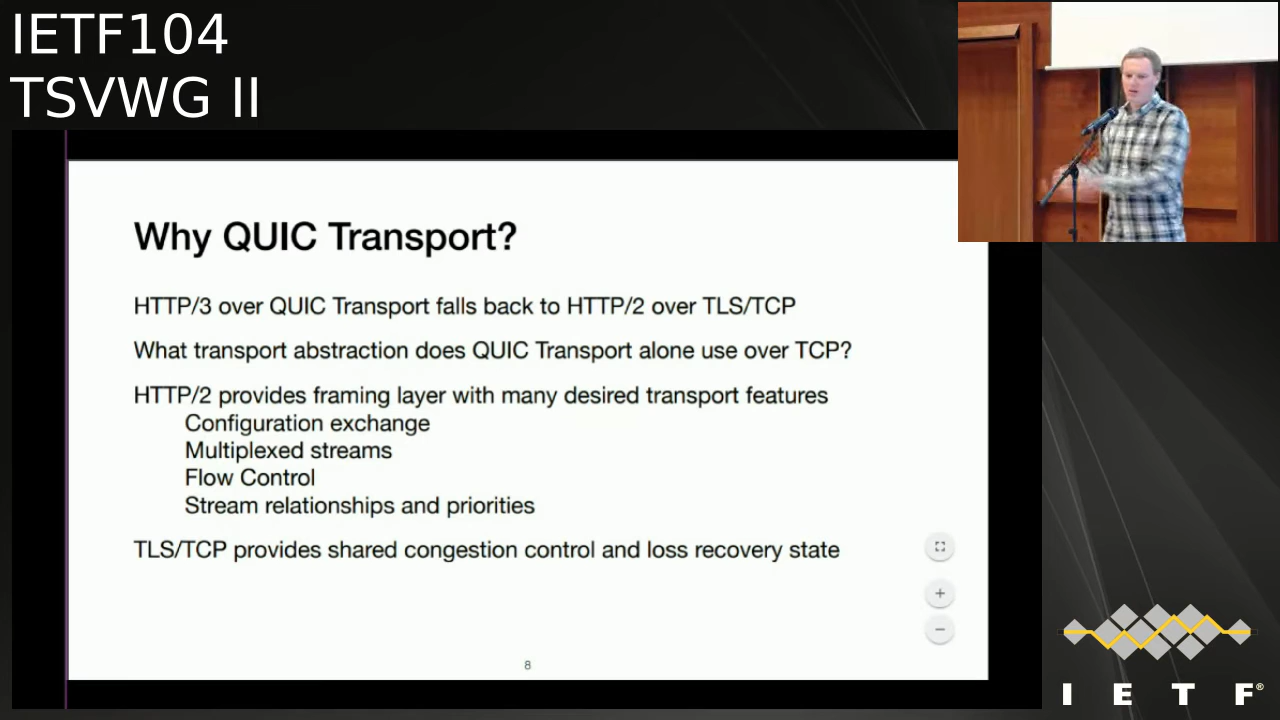 IETF104
TSVWG II
Why QUIC Transport?
HTTP/3 over QUIC Transport falls back to HTTP/2 over TLS/TCP
What transport abstraction does QUIC Transport alone use over TCP?
HTTP/2 provides framing layer with many desired transport features
Configuration exchange
Multiplexed streams
Flow Control
Stream relationships and priorities
TLS/TCP provides shared congestion control and loss recovery state
8
I E T F®